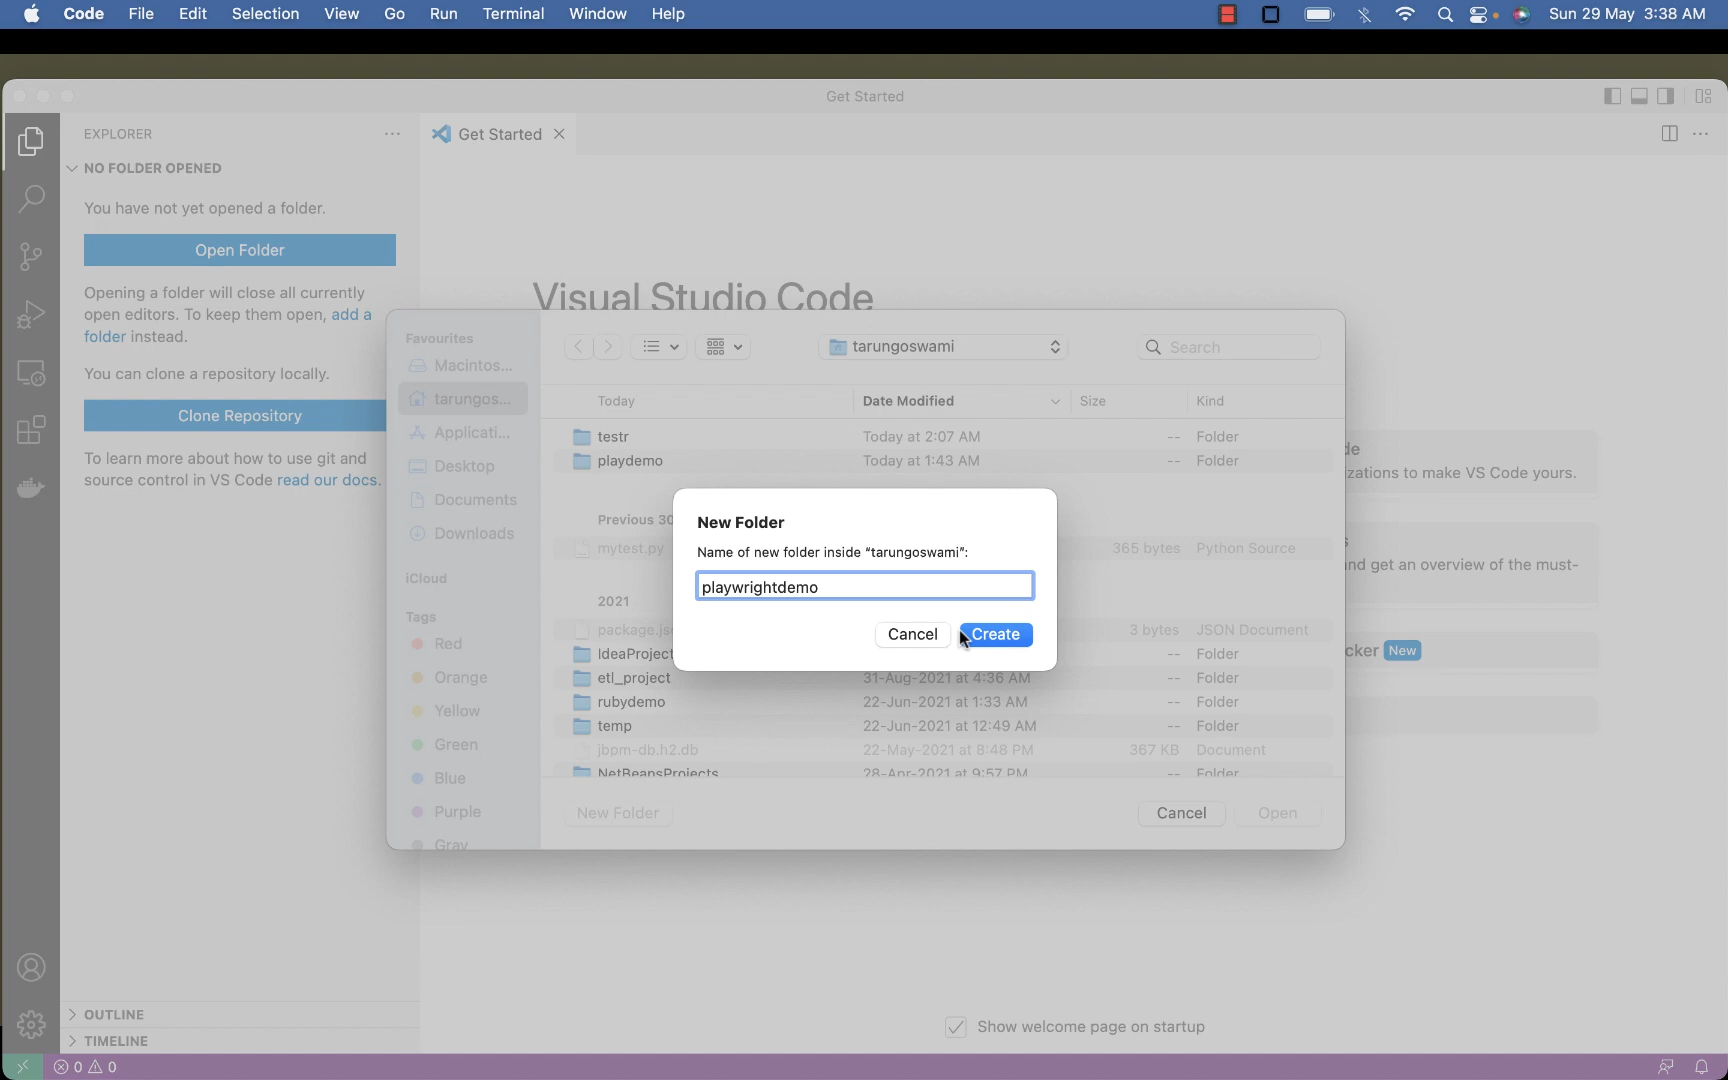 Code File Edit Selection View Go Run Terminal Window Help Sun 29 May 3:38 AM
Get Started
EXPLORER
Get Started
NO FOLDER OPENED
You have not yet opened a folder.
Open Folder
Opening a folder will close all currently
open editors. To keep them open, add a
folder instead.
You can clone a repository locally.
Clone Repository
To learn more about how to use git and
source control in VS Code read our docs.
Visual Studio Code
Favourites
Macintos...
tarungos...
Applicati...
Desktop
Documents
Downloads
iCloud
Tags
Red
Orange
Yellow
Green
Blue
Purple
Gray
tarungoswami
Search
Today Date Modified Size Kind
testr Today at 2:07 AM -- Folder
playdemo Today at 1:43 AM -- Folder
Previous 30
mytest.py 365 bytes Python Source
2021
package.js 3 bytes JSON Document
IdeaProject -- Folder
etl_project 31-Aug-2021 at 4:36 AM -- Folder
rubydemo 22-Jun-2021 at 1:33 AM -- Folder
temp 22-Jun-2021 at 12:49 AM -- Folder
jbpm-db.h2.db 22-May-2021 at 8:48 PM 367 KB Document
NetBeansProjects 28-Apr-2021 at 9:57 PM -- Folder
New Folder Cancel Open
New Folder
Name of new folder inside “tarungoswami”:
playwrightdemo
Cancel Create
de
zations to make VS Code yours.
s
nd get an overview of the must-
cker New
Show welcome page on startup
OUTLINE
TIMELINE
0 0